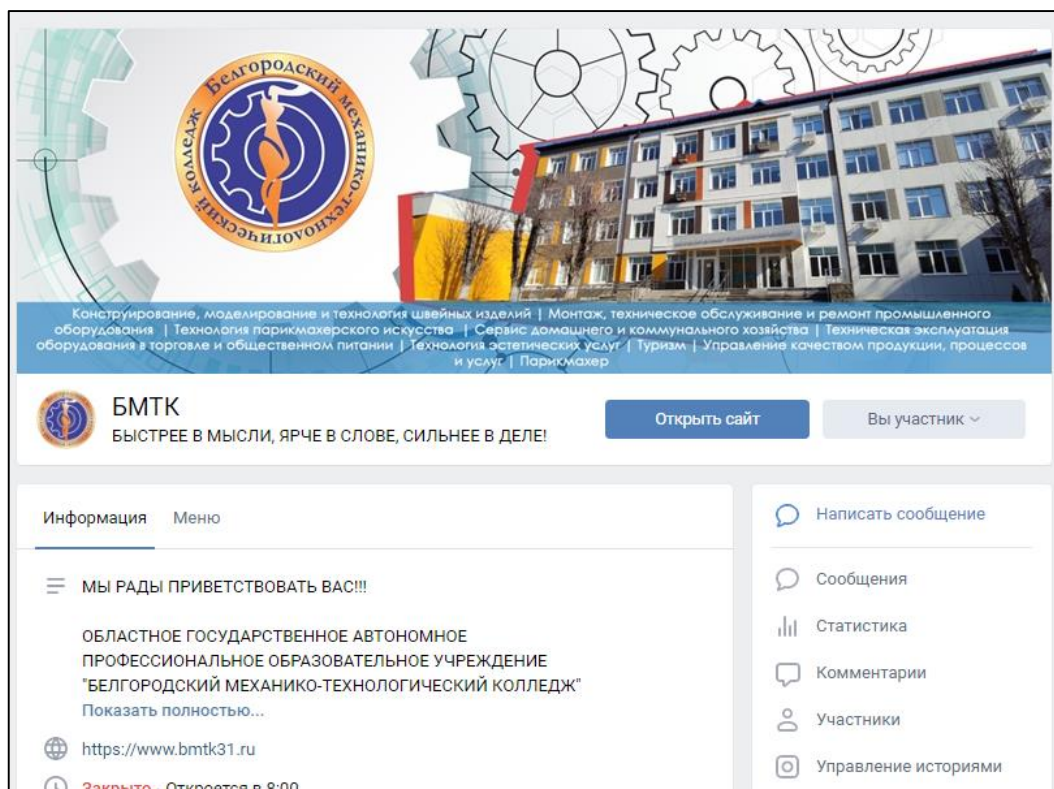 Белгородский механико-технологический колледж
Конструирование, моделирование и технология швейных изделий | Монтаж, техническое обслуживание и ремонт промышленного
оборудования | Технология парикмахерского искусства | Сервис домашнего и коммунального хозяйства | Техническая эксплуатация
оборудования в торговле и общественном питании | Технология эстетических услуг | Туризм | Управление качеством продукции, процессов
и услуг | Парикмахер
БМТК
БЫСТРЕЕ В МЫСЛИ, ЯРЧЕ В СЛОВЕ, СИЛЬНЕЕ В ДЕЛЕ!
Открыть сайт
Вы участник
Информация Меню
МЫ РАДЫ ПРИВЕТСТВОВАТЬ ВАС!!!
ОБЛАСТНОЕ ГОСУДАРСТВЕННОЕ АВТОНОМНОЕ
ПРОФЕССИОНАЛЬНОЕ ОБРАЗОВАТЕЛЬНОЕ УЧРЕЖДЕНИЕ
"БЕЛГОРОДСКИЙ МЕХАНИКО-ТЕХНОЛОГИЧЕСКИЙ КОЛЛЕДЖ"
Показать полностью...
https://www.bmtk31.ru
Закрыто · Откроется в 8:00
Написать сообщение
Сообщения
Статистика
Комментарии
Участники
Управление историями